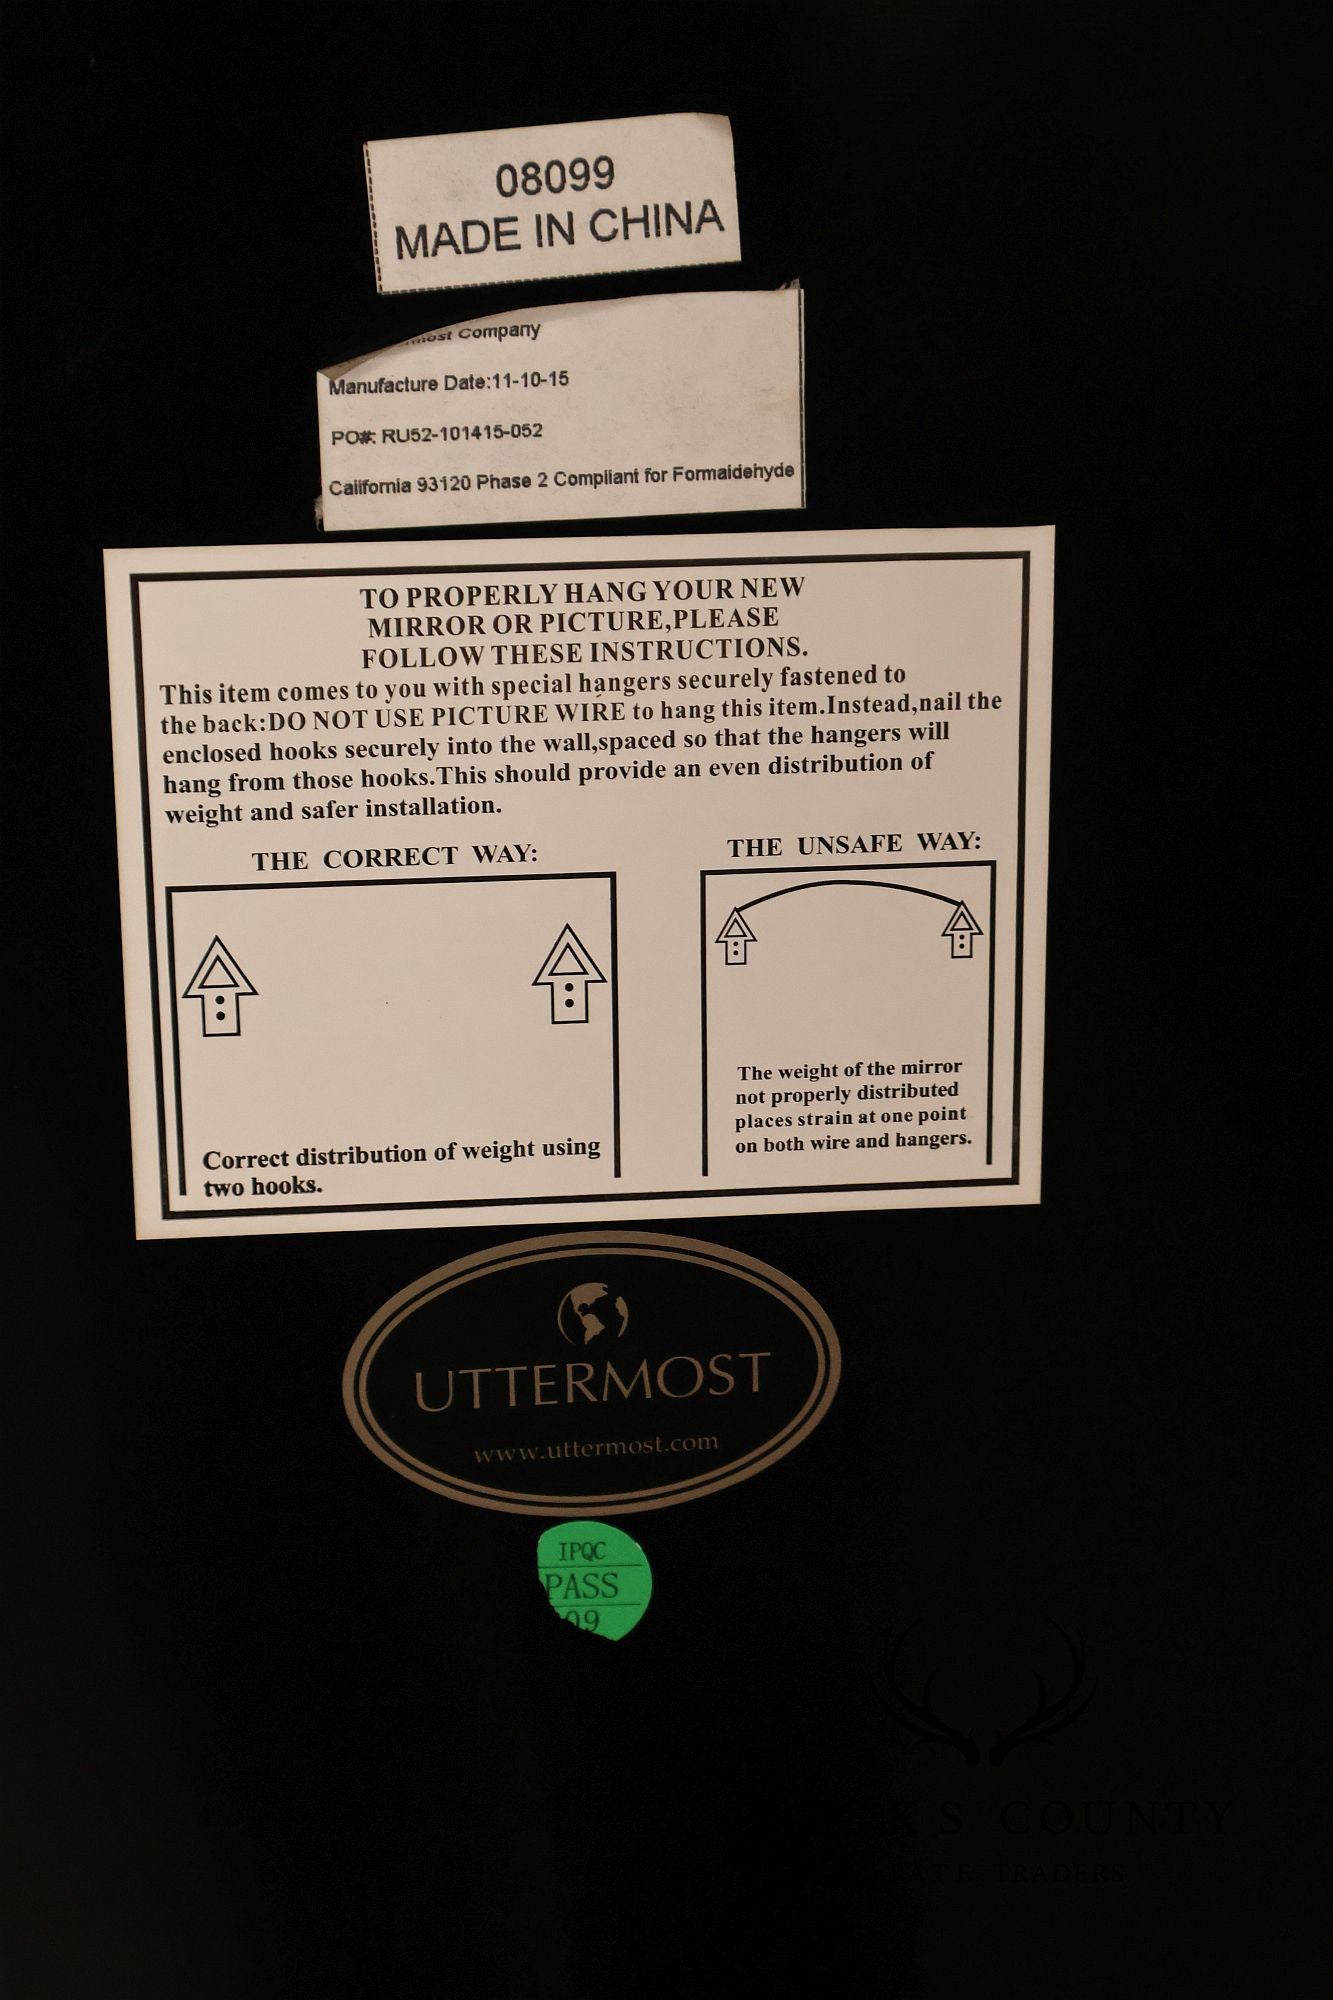 08099
MADE IN CHINA
Company
Manufacture Date:11-10-15
PO#: RU52-101415-052
California 93120 Phase 2 Compliant for Formaldehyde
TO PROPERLY HANG YOUR NEW
MIRROR OR PICTURE,PLEASE
FOLLOW THESE INSTRUCTIONS.
This item comes to you with special hangers securely fastened to
the back:DO NOT USE PICTURE WIRE to hang this item.Instead,nail the
enclosed hooks securely into the wall,spaced so that the hangers will
hang from those hooks.This should provide an even distribution of
weight and safer installation.
THE CORRECT WAY:
Correct distribution of weight using
two hooks.
THE UNSAFE WAY:
The weight of the mirror
not properly distributed
places strain at one point
on both wire and hangers.
UTTERMOST
www.uttermost.com
IPQC
PASS
09
COUNTY
TRADERS